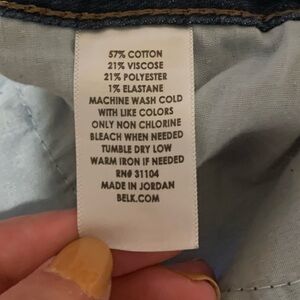 57% COTTON
21% VISCOSE
21% POLYESTER
1% ELASTANE
MACHINE WASH COLD
WITH LIKE COLORS
ONLY NON CHLORINE
BLEACH WHEN NEEDED
TUMBLE DRY LOW
WARM IRON IF NEEDED
RN# 31104
MADE IN JORDAN
BELK.COM